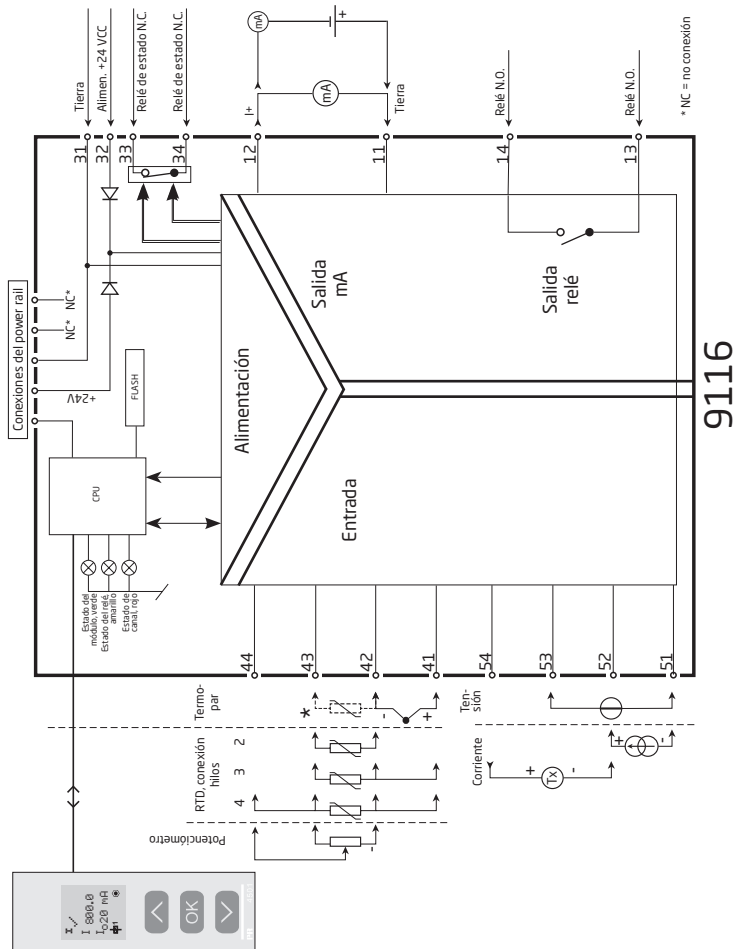 Conexiones del power rail
NC*
NC*
+24V
FLASH
CPU
Estado del
módulo, verde
Estado del relé,
amarillo
Estado de
canal, rojo
Tierra
Alimen. +24 VCC
Relé de estado N.C.
Relé de estado N.C.
31
32
33
34
12
11
14
13
I+
mA
mA
+
Tierra
Relé N.O.
Relé N.O.
* NC = no conexión
Alimentación
Entrada
Salida
mA
Salida
relé
9116
44
43
42
41
54
53
52
51
Termo-
par
*
-
+
RTD, conexión
hilos
2
3
4
Potenciómetro
-
Ten-
sión
Corriente
+
Tx
-
+
-
I 800.0
Io20 mA
OK